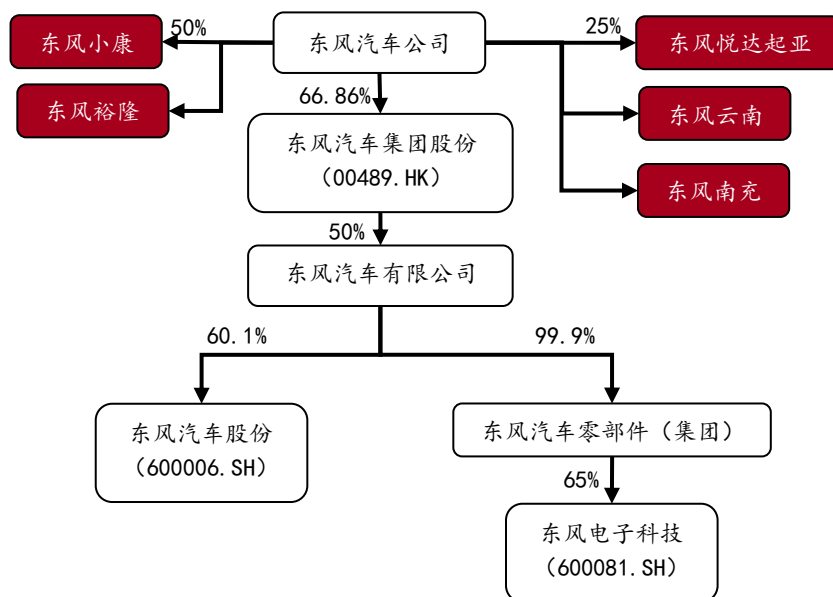 东风小康
50%
东风汽车公司
25%
东风悦达起亚
东风裕隆
66.86%
东风云南
东风汽车集团股份
（00489.HK）
东风南充
50%
东风汽车有限公司
60.1%
99.9%
东风汽车股份
（600006.SH）
东风汽车零部件（集团）
65%
东风电子科技
（600081.SH）